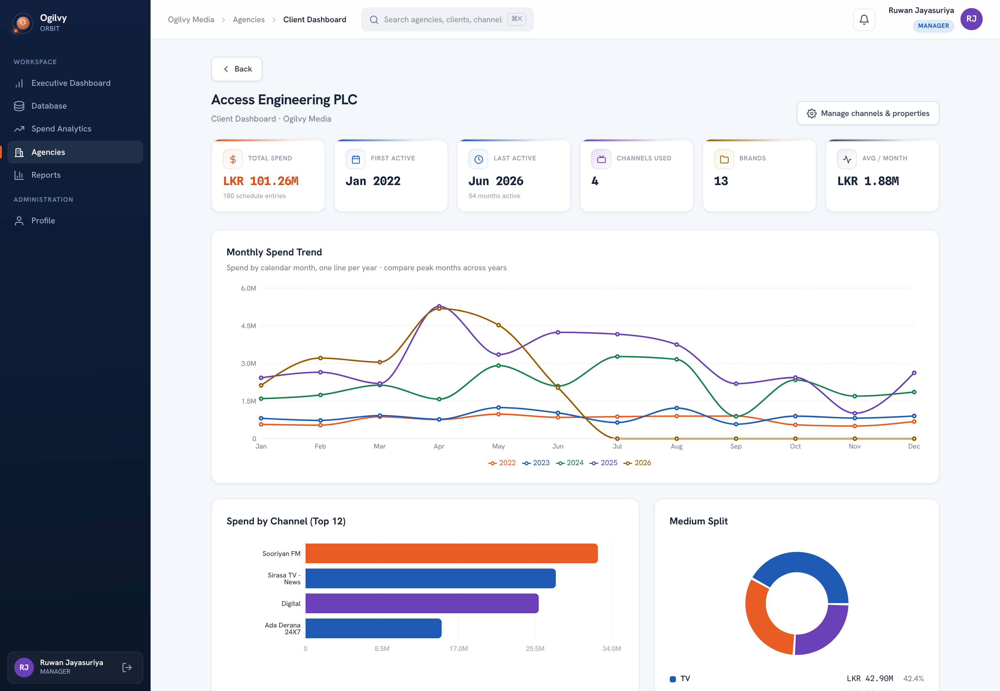 Ogilvy
ORBIT
WORKSPACE
Executive Dashboard
Database
Spend Analytics
Agencies
Reports
ADMINISTRATION
Profile
RJ
Ruwan Jayasuriya
MANAGER
Ogilvy Media
Agencies
Client Dashboard
Search agencies, clients, channel
⌘K
Ruwan Jayasuriya
MANAGER
RJ
Back
Access Engineering PLC
Client Dashboard · Ogilvy Media
Manage channels & properties
TOTAL SPEND
LKR 101.26M
180 schedule entries
FIRST ACTIVE
Jan 2022
LAST ACTIVE
Jun 2026
54 months active
CHANNELS USED
4
BRANDS
13
AVG / MONTH
LKR 1.88M
Monthly Spend Trend
Spend by calendar month, one line per year · compare peak months across years
6.0M
4.5M
3.0M
1.5M
0
Jan Feb Mar Apr May Jun Jul Aug Sep Oct Nov Dec
2022 2023 2024 2025 2026
Spend by Channel (Top 12)
Sooriyan FM
Sirasa TV -
News
Digital
Ada Derana
24X7
0 8.5M 17.0M 25.5M 34.0M
Medium Split
TV LKR 42.90M 42.4%